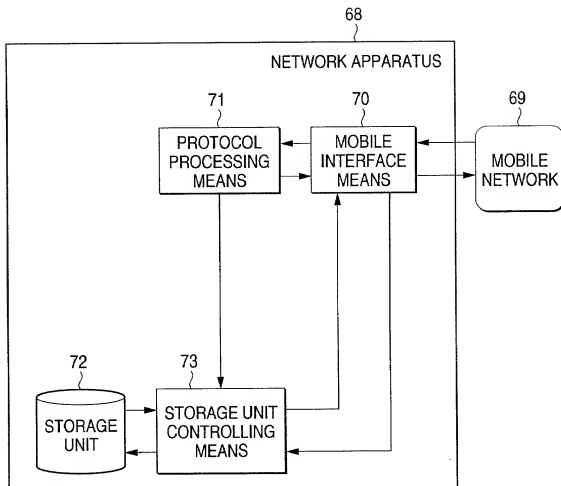 68
NETWORK APPARATUS
71
70
69
PROTOCOL
PROCESSING
MEANS
MOBILE
INTERFACE
MEANS
MOBILE
NETWORK
72
73
STORAGE
UNIT
STORAGE UNIT
CONTROLLING
MEANS